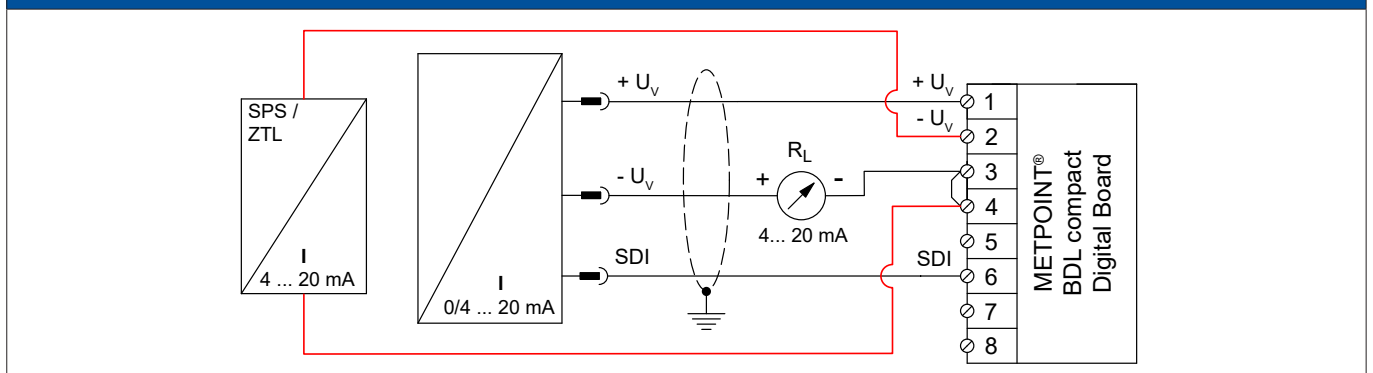 SPS /
ZTL
I
4 ... 20 mA
I
0/4 ... 20 mA
+ UV
- UV
SDI
RL
+ -
4... 20 mA
+ UV
- UV
SDI
1
2
3
4
5
6
7
8
METPOINT®
BDL compact
Digital Board